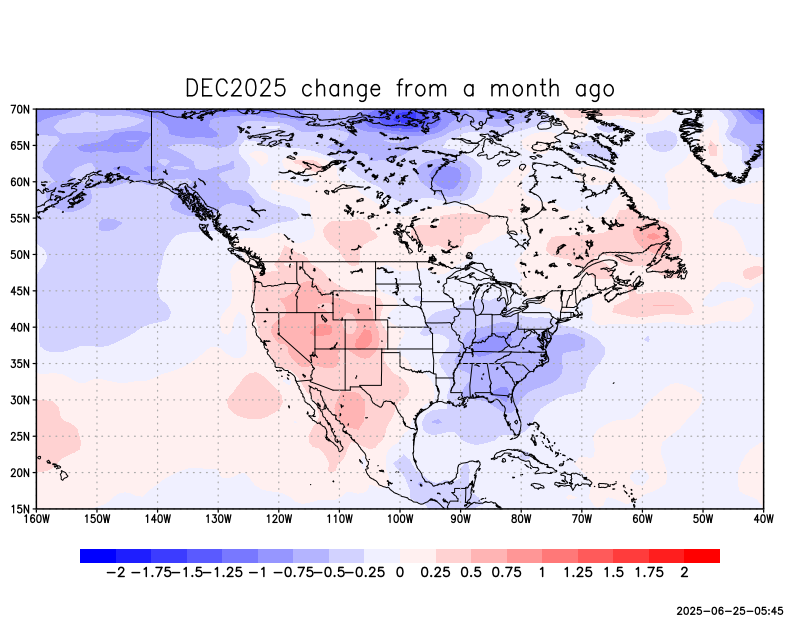 DEC2025 change from a month ago
70N
65N
60N
55N
50N
45N
40N
35N
30N
25N
20N
15N
160W 150W 140W 130W 120W 110W 100W 90W 80W 70W 60W 50W 40W
−2 −1.75 −1.5 −1.25 −1 −0.75 −0.5 −0.25 0 0.25 0.5 0.75 1 1.25 1.5 1.75 2
2025−06−25−05:45